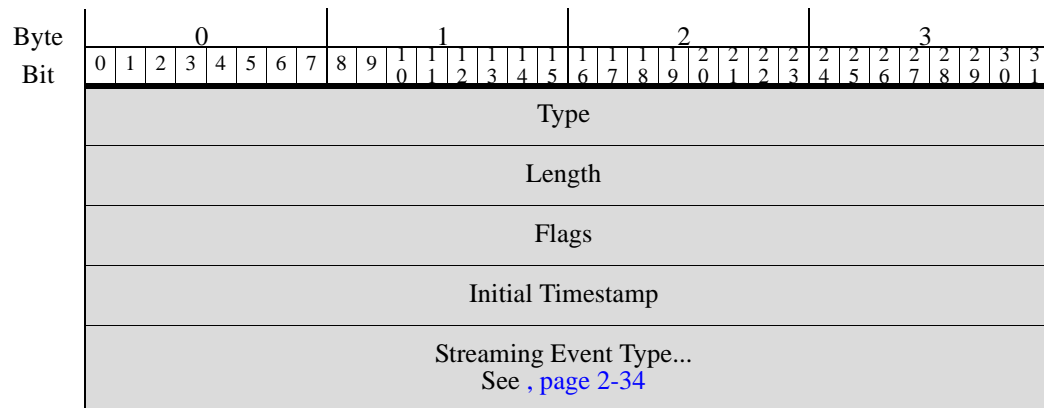 Byte 0 1 2 3
Bit 0 1 2 3 4 5 6 7 8 9 10 11 12 13 14 15 16 17 18 19 20 21 22 23 24 25 26 27 28 29 30 31
Type
Length
Flags
Initial Timestamp
Streaming Event Type...
See , page 2-34